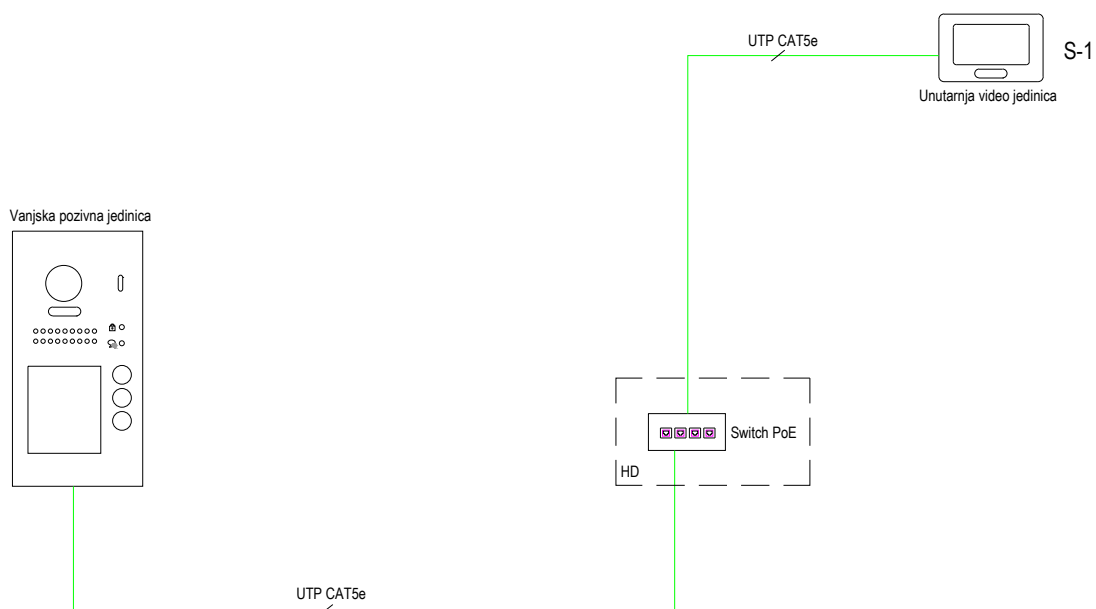 UTP CAT5e
S-1
Unutarnja video jedinica
Vanjska pozivna jedinica
Switch PoE
HD
UTP CAT5e